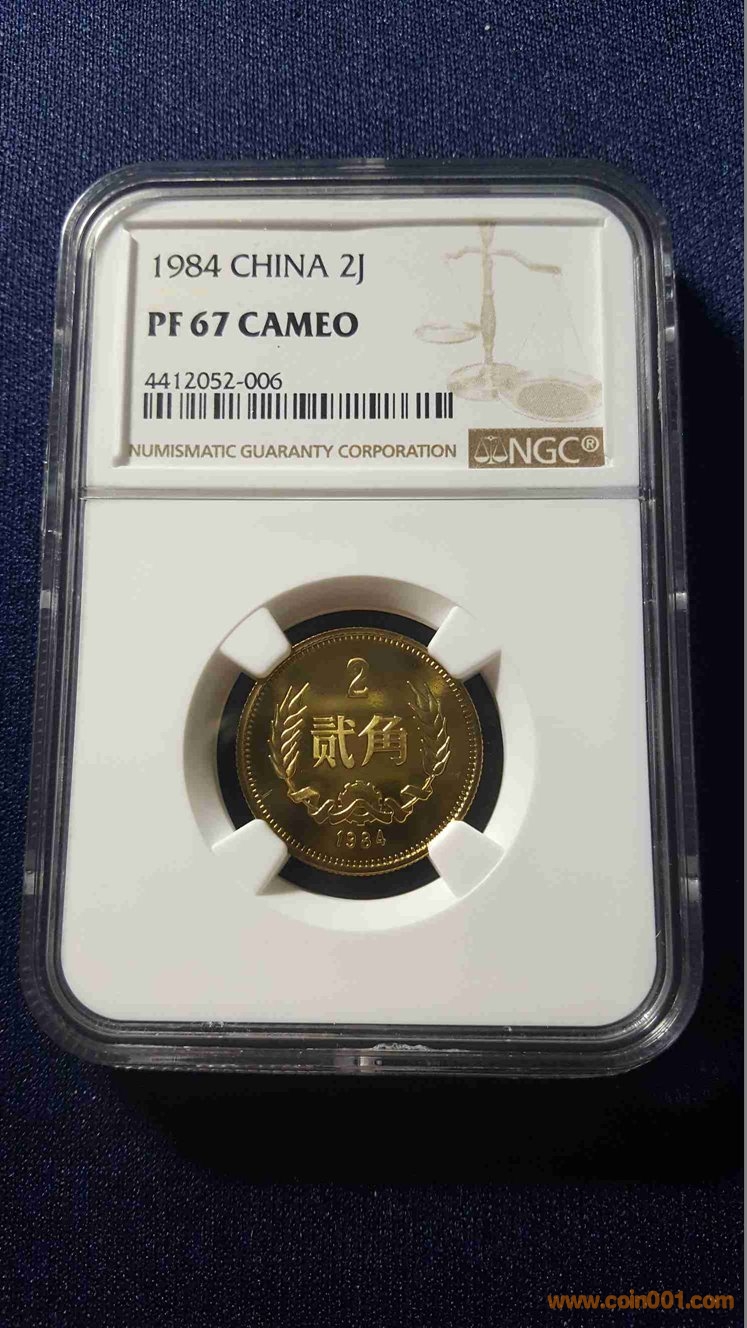 1984 CHINA 2J
PF 67 CAMEO
4412052-006
NUMISMATIC GUARANTY CORPORATION
NGC®
2
贰角
1984
www.coin001.com